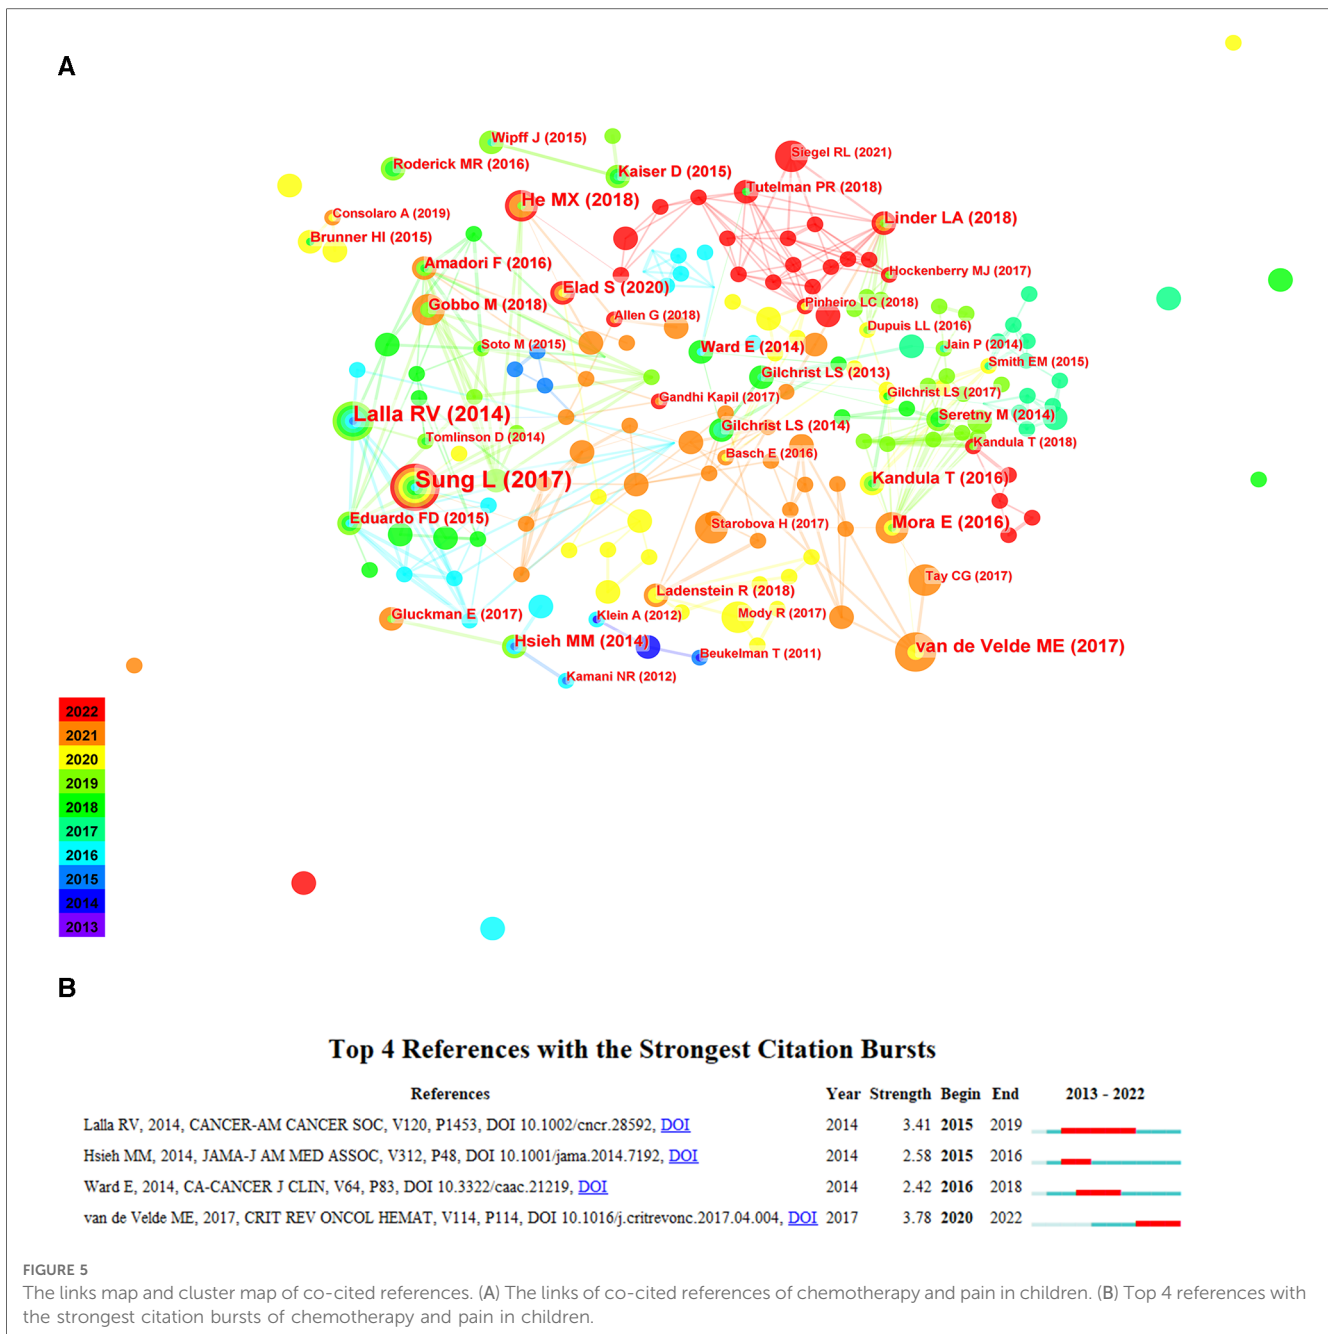 A
Wipff J (2015)
Siegel RL (2021)
Roderick MR (2016)
Kaiser D (2015)
Tutelman PR (2018)
He MX (2018)
Consolaro A (2019)
Linder LA (2018)
Brunner HI (2015)
Amadori F (2016)
Hockenberry MJ (2017)
Elad S (2020)
Gobbo M (2018)
Pinheiro LC (2018)
Allen G (2018)
Dupuis LL (2016)
Soto M (2015)
Ward E (2014)
Jain P (2014)
Smith EM (2015)
Gilchrist LS (2013)
Gilchrist LS (2017)
Gandhi Kapil (2017)
Lalla RV (2014)
Seretny M (2014)
Gilchrist LS (2014)
Tomlinson D (2014)
Kandula T (2018)
Basch E (2016)
Sung L (2017)
Kandula T (2016)
Eduardo FD (2015)
Starobova H (2017)
Mora E (2016)
Tay CG (2017)
Ladenstein R (2018)
Gluckman E (2017)
Klein A (2012)
Mody R (2017)
Hsieh MM (2014)
van de Velde ME (2017)
Beukelman T (2011)
Kamani NR (2012)
2022
2021
2020
2019
2018
2017
2016
2015
2014
2013
B
Top 4 References with the Strongest Citation Bursts
References Year Strength Begin End 2013 - 2022
Lalla RV, 2014, CANCER-AM CANCER SOC, V120, P1453, DOI 10.1002/cncr.28592, DOI 2014 3.41 2015 2019
Hsieh MM, 2014, JAMA-J AM MED ASSOC, V312, P48, DOI 10.1001/jama.2014.7192, DOI 2014 2.58 2015 2016
Ward E, 2014, CA-CANCER J CLIN, V64, P83, DOI 10.3322/caac.21219, DOI 2014 2.42 2016 2018
van de Velde ME, 2017, CRIT REV ONCOL HEMAT, V114, P114, DOI 10.1016/j.critrevonc.2017.04.004, DOI 2017 3.78 2020 2022
FIGURE 5
The links map and cluster map of co-cited references. (A) The links of co-cited references of chemotherapy and pain in children. (B) Top 4 references with
the strongest citation bursts of chemotherapy and pain in children.